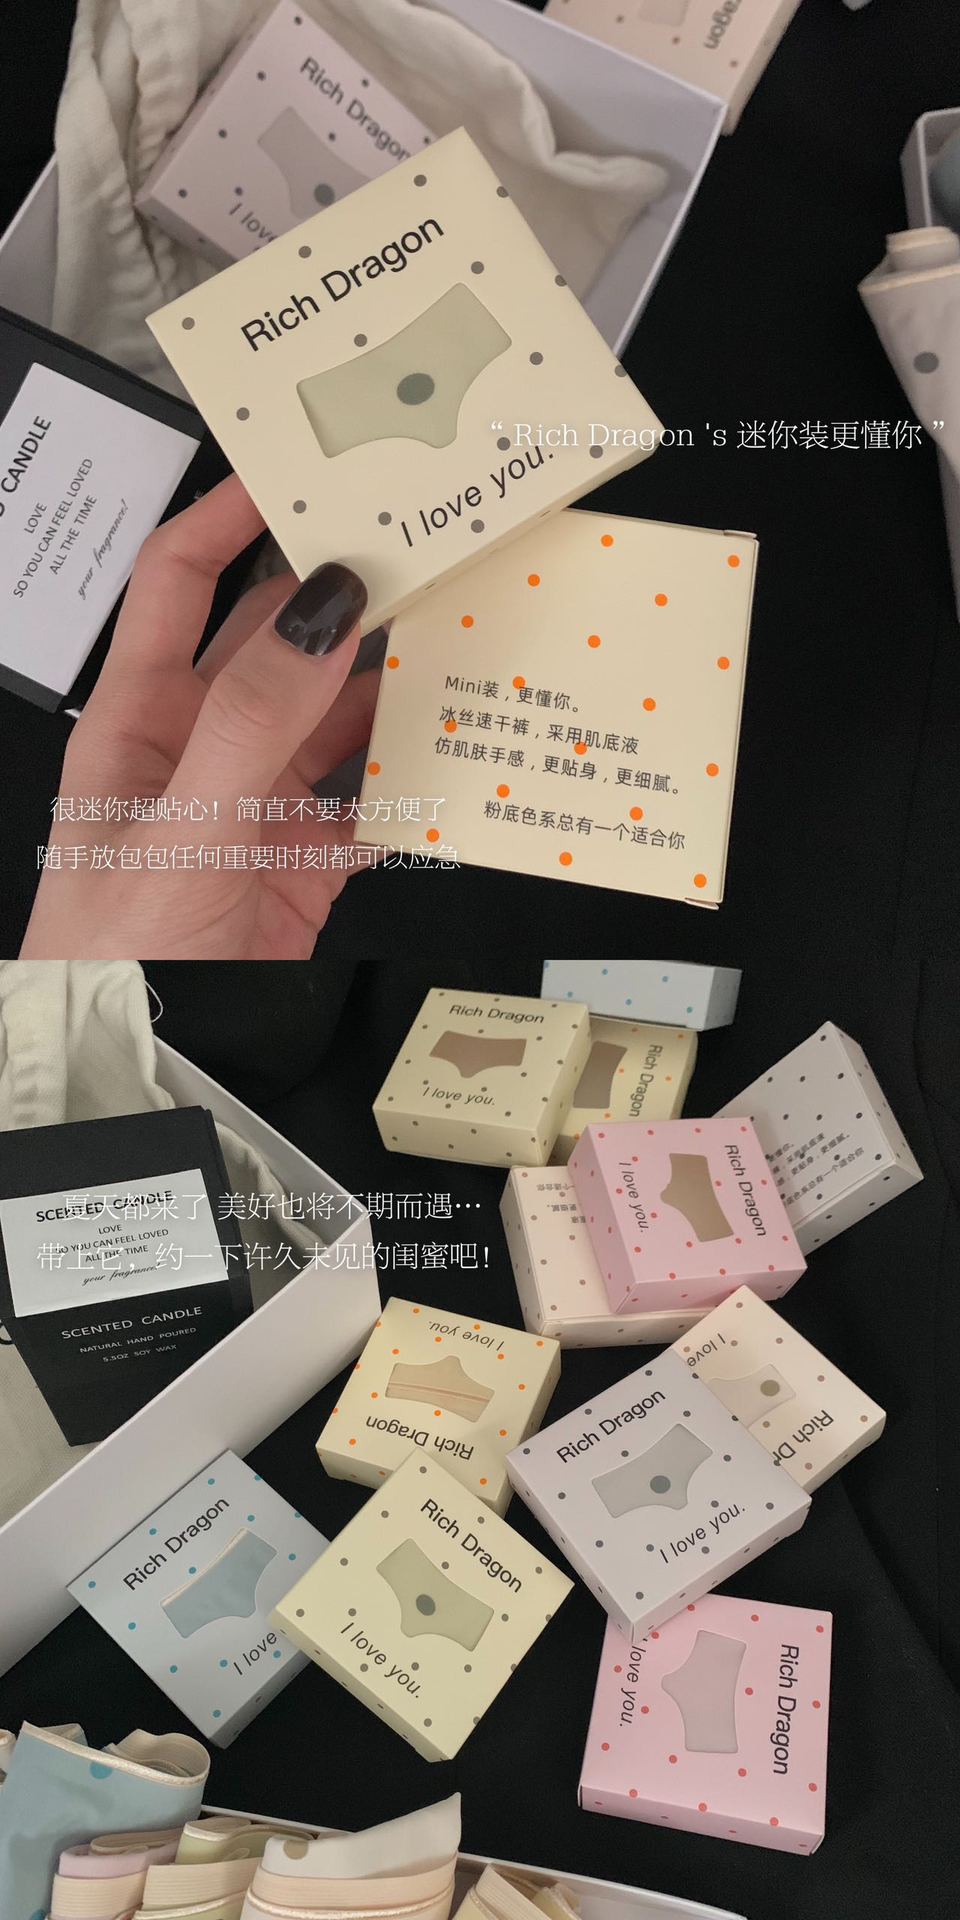 Rich Dragon
Rich Dragon
I love
Rich Dragon
I love you.
“ Rich Dragon 's 迷你装更懂你 ”
CANDLE
LOVE
SO YOU CAN FEEL LOVED
ALL THE TIME
your fragrance!
Mini装，更懂你。
冰丝速干裤，采用肌底液
仿肌肤手感，更贴身，更细腻。
粉底色系总有一个适合你
很迷你超贴心！简直不要太方便了
随手放包包任何重要时刻都可以应急
Rich Dragon
I love you.
Rich Dragon
Rich Dragon
I love you.
SCENTED CANDLE
LOVE
SO YOU CAN FEEL LOVED
ALL THE TIME
your fragrance!
夏天都来了 美好也将不期而遇…
带上它，约一下许久未见的闺蜜吧！
SCENTED CANDLE
NATURAL HAND POURED
5.5OZ SOY WAX
I love you.
Rich Dragon
I love
Rich Dr
Rich Dragon
I love you.
Rich Dragon
I love
Rich Dragon
I love you.
Rich Dragon
love you.